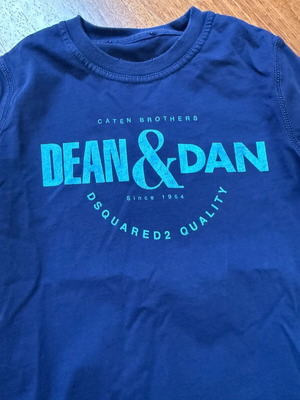 CATEN BROTHERS
DEAN & DAN
Since 1964
DSQUARED2 QUALITY